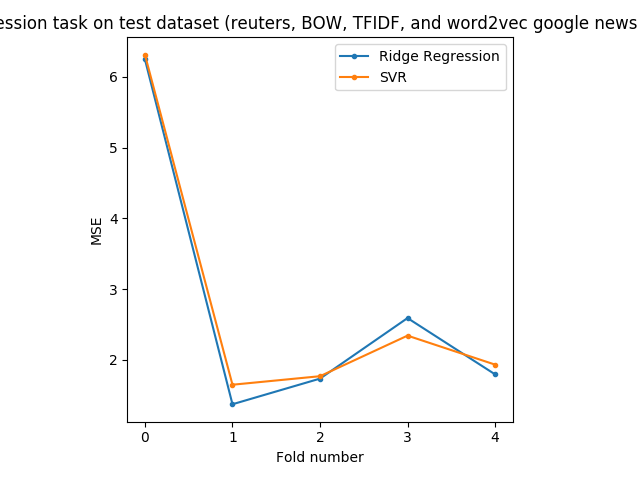 ession task on test dataset (reuters, BOW, TFIDF, and word2vec google news
Ridge Regression
SVR
6
5
4
3
2
MSE
0 1 2 3 4
Fold number